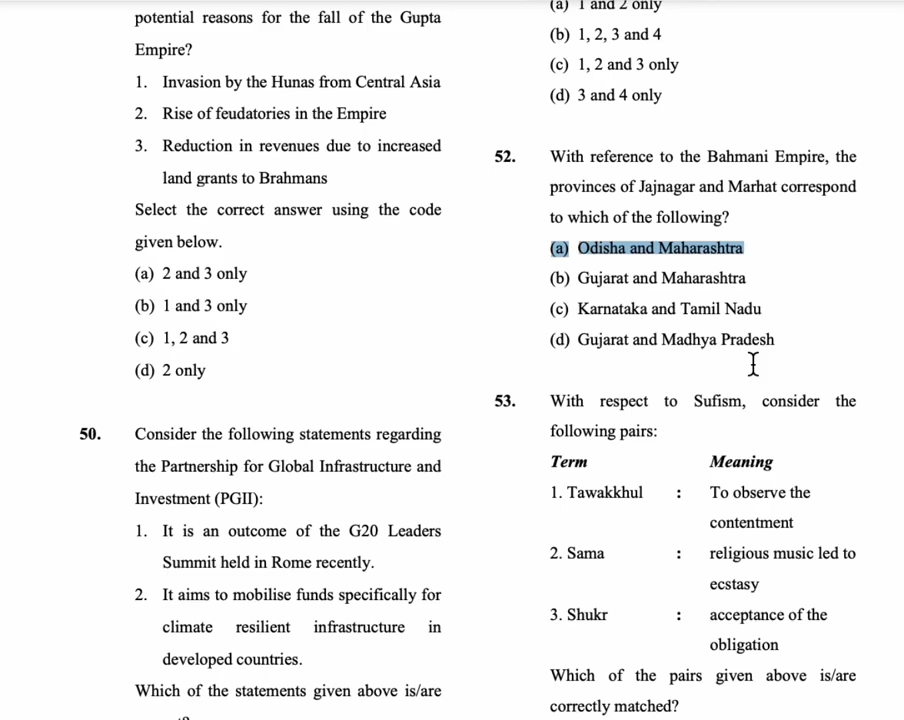 potential reasons for the fall of the Gupta
Empire?
1. Invasion by the Hunas from Central Asia
2. Rise of feudatories in the Empire
3. Reduction in revenues due to increased
land grants to Brahmans
Select the correct answer using the code
given below.
(a) 2 and 3 only
(b) 1 and 3 only
(c) 1, 2 and 3
(d) 2 only
50. Consider the following statements regarding
the Partnership for Global Infrastructure and
Investment (PGII):
1. It is an outcome of the G20 Leaders
Summit held in Rome recently.
2. It aims to mobilise funds specifically for
climate resilient infrastructure in
developed countries.
Which of the statements given above is/are
(a) 1 and 2 only
(b) 1, 2, 3 and 4
(c) 1, 2 and 3 only
(d) 3 and 4 only
52. With reference to the Bahmani Empire, the
provinces of Jajnagar and Marhat correspond
to which of the following?
(a) Odisha and Maharashtra
(b) Gujarat and Maharashtra
(c) Karnataka and Tamil Nadu
(d) Gujarat and Madhya Pradesh
53. With respect to Sufism, consider the
following pairs:
Term Meaning
1. Tawakkhul : To observe the
contentment
2. Sama : religious music led to
ecstasy
3. Shukr : acceptance of the
obligation
Which of the pairs given above is/are
correctly matched?